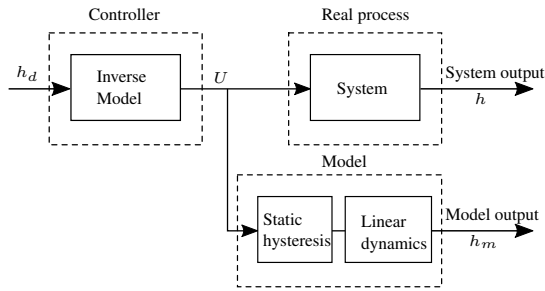 Controller
Real process
h_d
Inverse
Model
U
System
System output
h
Model
Static
hysteresis
Linear
dynamics
Model output
h_m